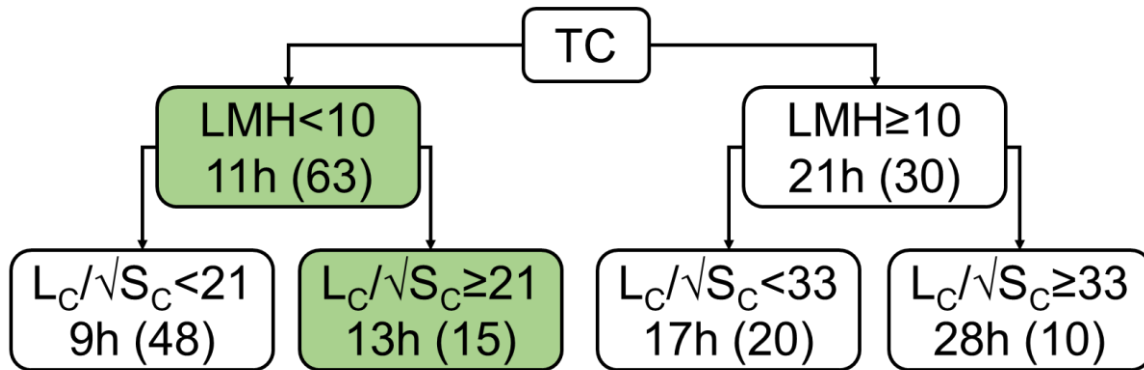 TC
LMH<10
11h (63)
LMH≥10
21h (30)
L_C/√S_C<21
9h (48)
L_C/√S_C≥21
13h (15)
L_C/√S_C<33
17h (20)
L_C/√S_C≥33
28h (10)